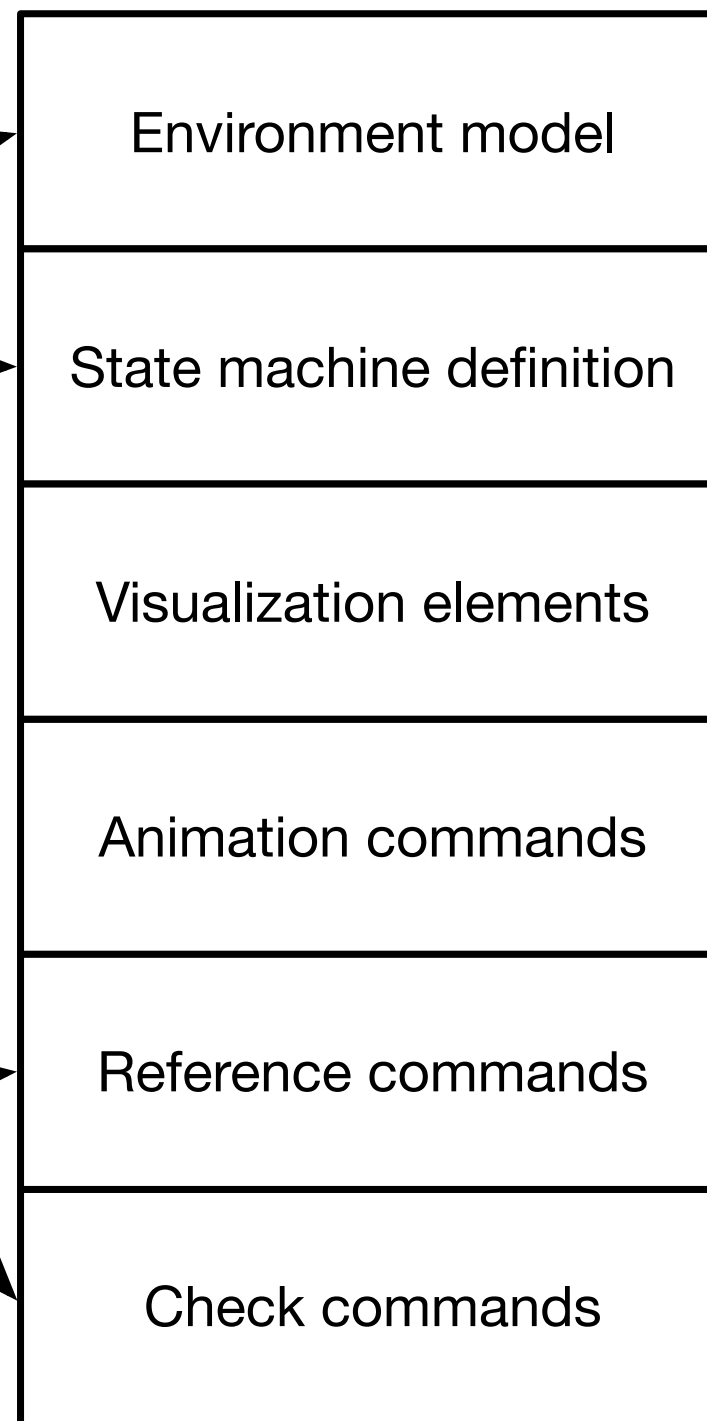 Environment model
State machine definition
Visualization elements
Animation commands
Reference commands
Check commands